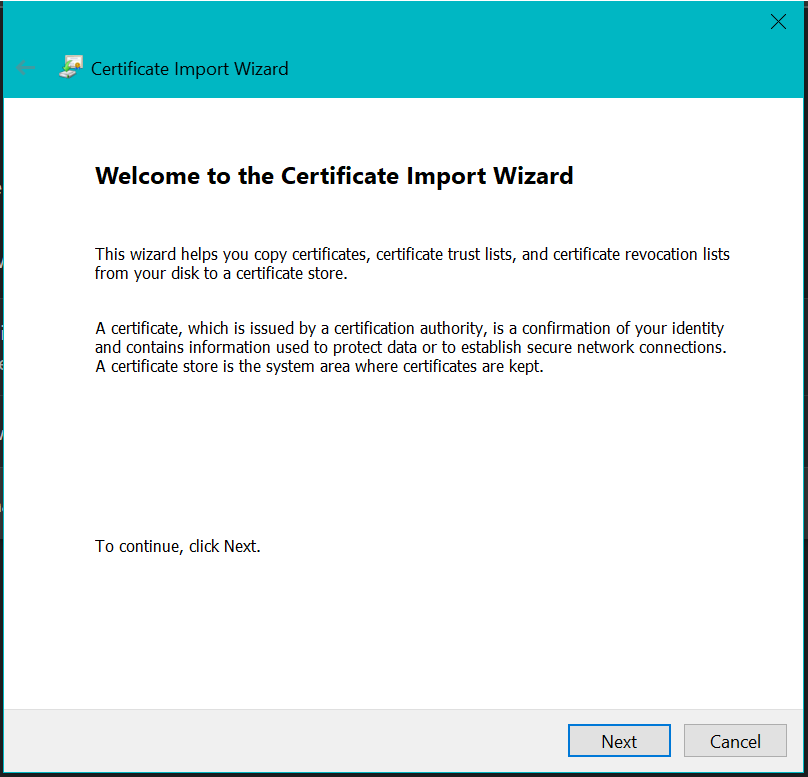 Certificate Import Wizard
Welcome to the Certificate Import Wizard
This wizard helps you copy certificates, certificate trust lists, and certificate revocation lists
from your disk to a certificate store.
A certificate, which is issued by a certification authority, is a confirmation of your identity
and contains information used to protect data or to establish secure network connections.
A certificate store is the system area where certificates are kept.
To continue, click Next.
Next
Cancel